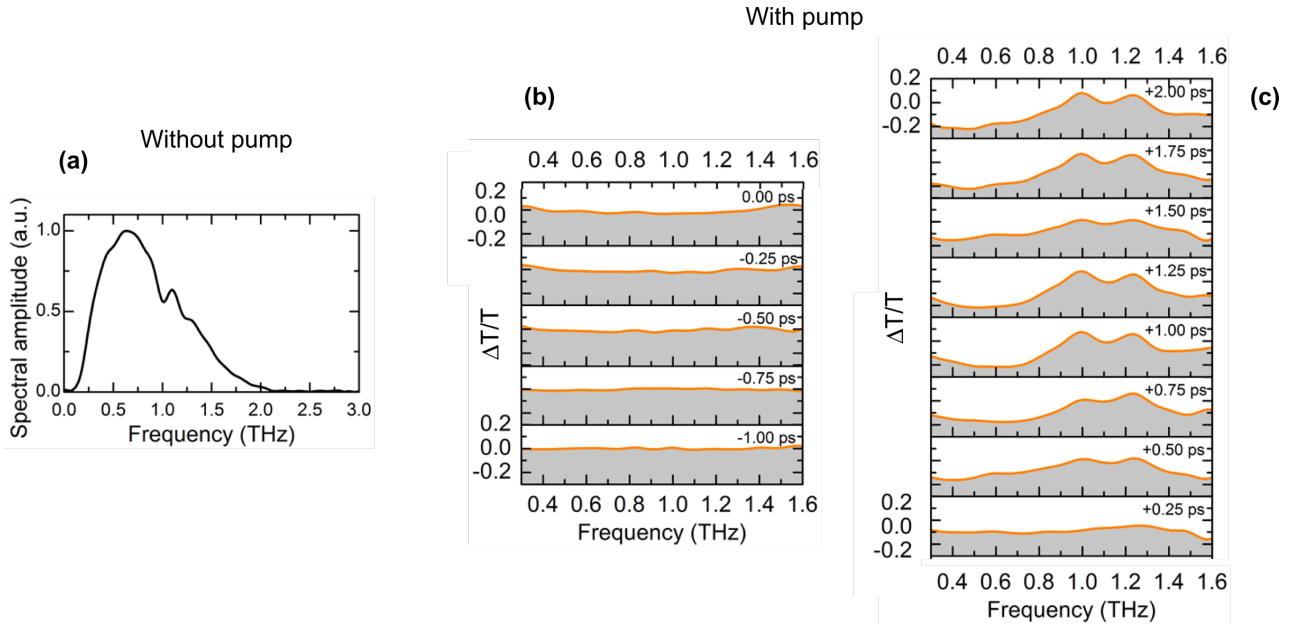 With pump
Without pump
(a)
Spectral amplitude (a.u.)
1.0
0.5
0.0
0.0 0.5 1.0 1.5 2.0 2.5 3.0
Frequency (THz)
(b)
0.4 0.6 0.8 1.0 1.2 1.4 1.6
ΔT/T
0.2
0.0
-0.2
0.00 ps
-0.25 ps
-0.50 ps
-0.75 ps
0.2
0.0
-0.2
-1.00 ps
0.4 0.6 0.8 1.0 1.2 1.4 1.6
Frequency (THz)
(c)
0.4 0.6 0.8 1.0 1.2 1.4 1.6
ΔT/T
0.2
0.0
-0.2
+2.00 ps
+1.75 ps
+1.50 ps
+1.25 ps
+1.00 ps
+0.75 ps
+0.50 ps
0.2
0.0
-0.2
+0.25 ps
0.4 0.6 0.8 1.0 1.2 1.4 1.6
Frequency (THz)